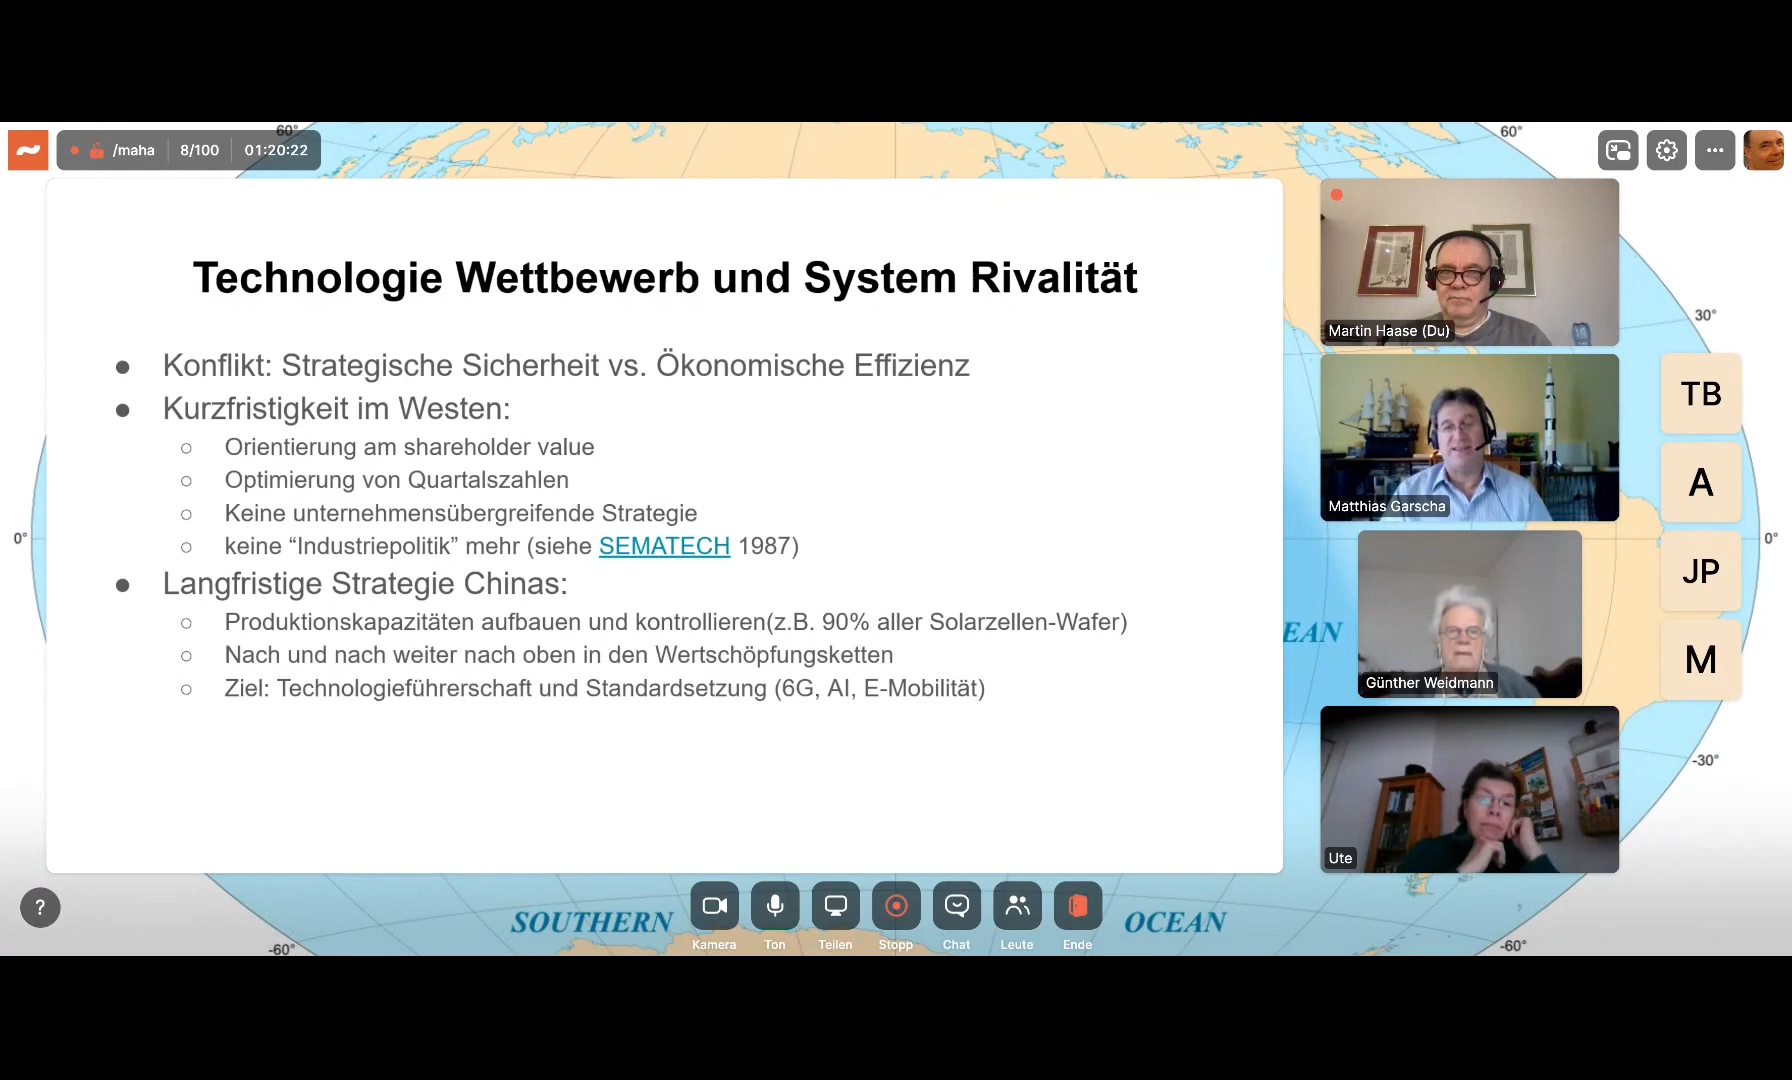 60°
60°
/maha
8/100
01:20:22
Technologie Wettbewerb und System Rivalität
Konflikt: Strategische Sicherheit vs. Ökonomische Effizienz
Kurzfristigkeit im Westen:
Orientierung am shareholder value
Optimierung von Quartalszahlen
Keine unternehmensübergreifende Strategie
keine “Industriepolitik” mehr (siehe SEMATECH 1987)
Langfristige Strategie Chinas:
Produktionskapazitäten aufbauen und kontrollieren(z.B. 90% aller Solarzellen-Wafer)
Nach und nach weiter nach oben in den Wertschöpfungsketten
Ziel: Technologieführerschaft und Standardsetzung (6G, AI, E-Mobilität)
Martin Haase (Du)
Matthias Garscha
Günther Weidmann
Ute
TB
A
JP
M
30°
0°
0°
EAN
-30°
?
SOUTHERN
OCEAN
Kamera
Ton
Teilen
Stopp
Chat
Leute
Ende
-60°
-60°